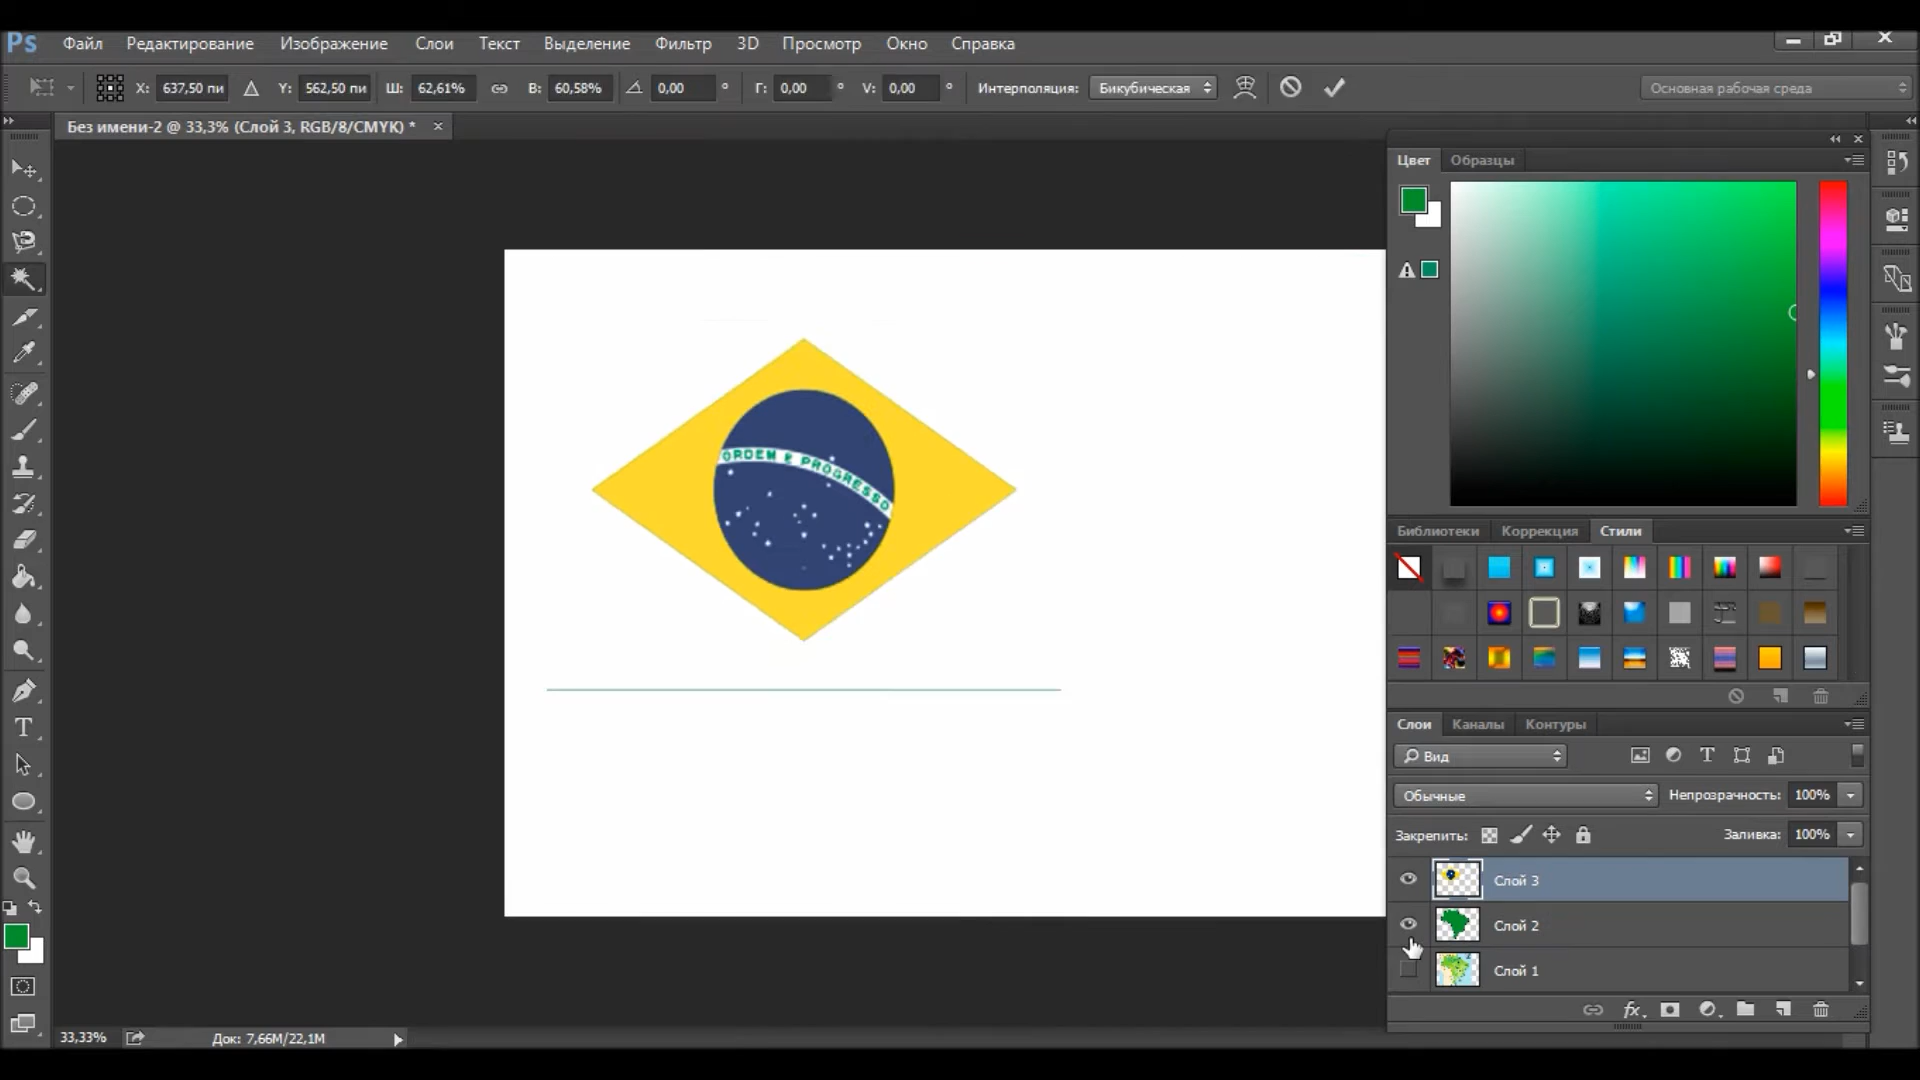 Ps Файл Редактирование Изображение Слои Текст Выделение Фильтр 3D Просмотр Окно Справка
X: 637,50 пи Y: 562,50 пи Ш: 62,61% В: 60,58% 0,00 ° Г: 0,00 ° V: 0,00 ° Интерполяция: Бикубическая Основная рабочая среда
Без имени-2 @ 33,3% (Слой 3, RGB/8/CMYK) *
Цвет Образцы
ORDEM E PROGRESSO
Библиотеки Коррекция Стили
Слои Каналы Контуры
Вид
Обычные Непрозрачность: 100%
Закрепить: Заливка: 100%
Слой 3
Слой 2
Слой 1
33,33% Док: 7,66M/22,1M